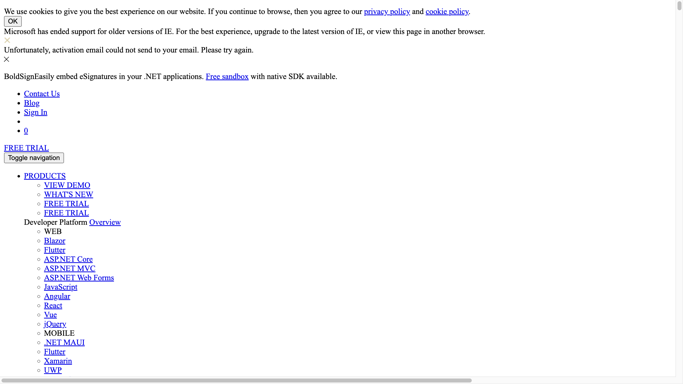 We use cookies to give you the best experience on our website. If you continue to browse, then you agree to our privacy policy and cookie policy.
OK
Microsoft has ended support for older versions of IE. For the best experience, upgrade to the latest version of IE, or view this page in another browser.
Unfortunately, activation email could not send to your email. Please try again.
BoldSignEasily embed eSignatures in your .NET applications. Free sandbox with native SDK available.
Contact Us
Blog
Sign In
0
FREE TRIAL
Toggle navigation
PRODUCTS
VIEW DEMO
WHAT'S NEW
FREE TRIAL
FREE TRIAL
Developer Platform Overview
WEB
Blazor
Flutter
ASP.NET Core
ASP.NET MVC
ASP.NET Web Forms
JavaScript
Angular
React
Vue
jQuery
MOBILE
.NET MAUI
Flutter
Xamarin
UWP